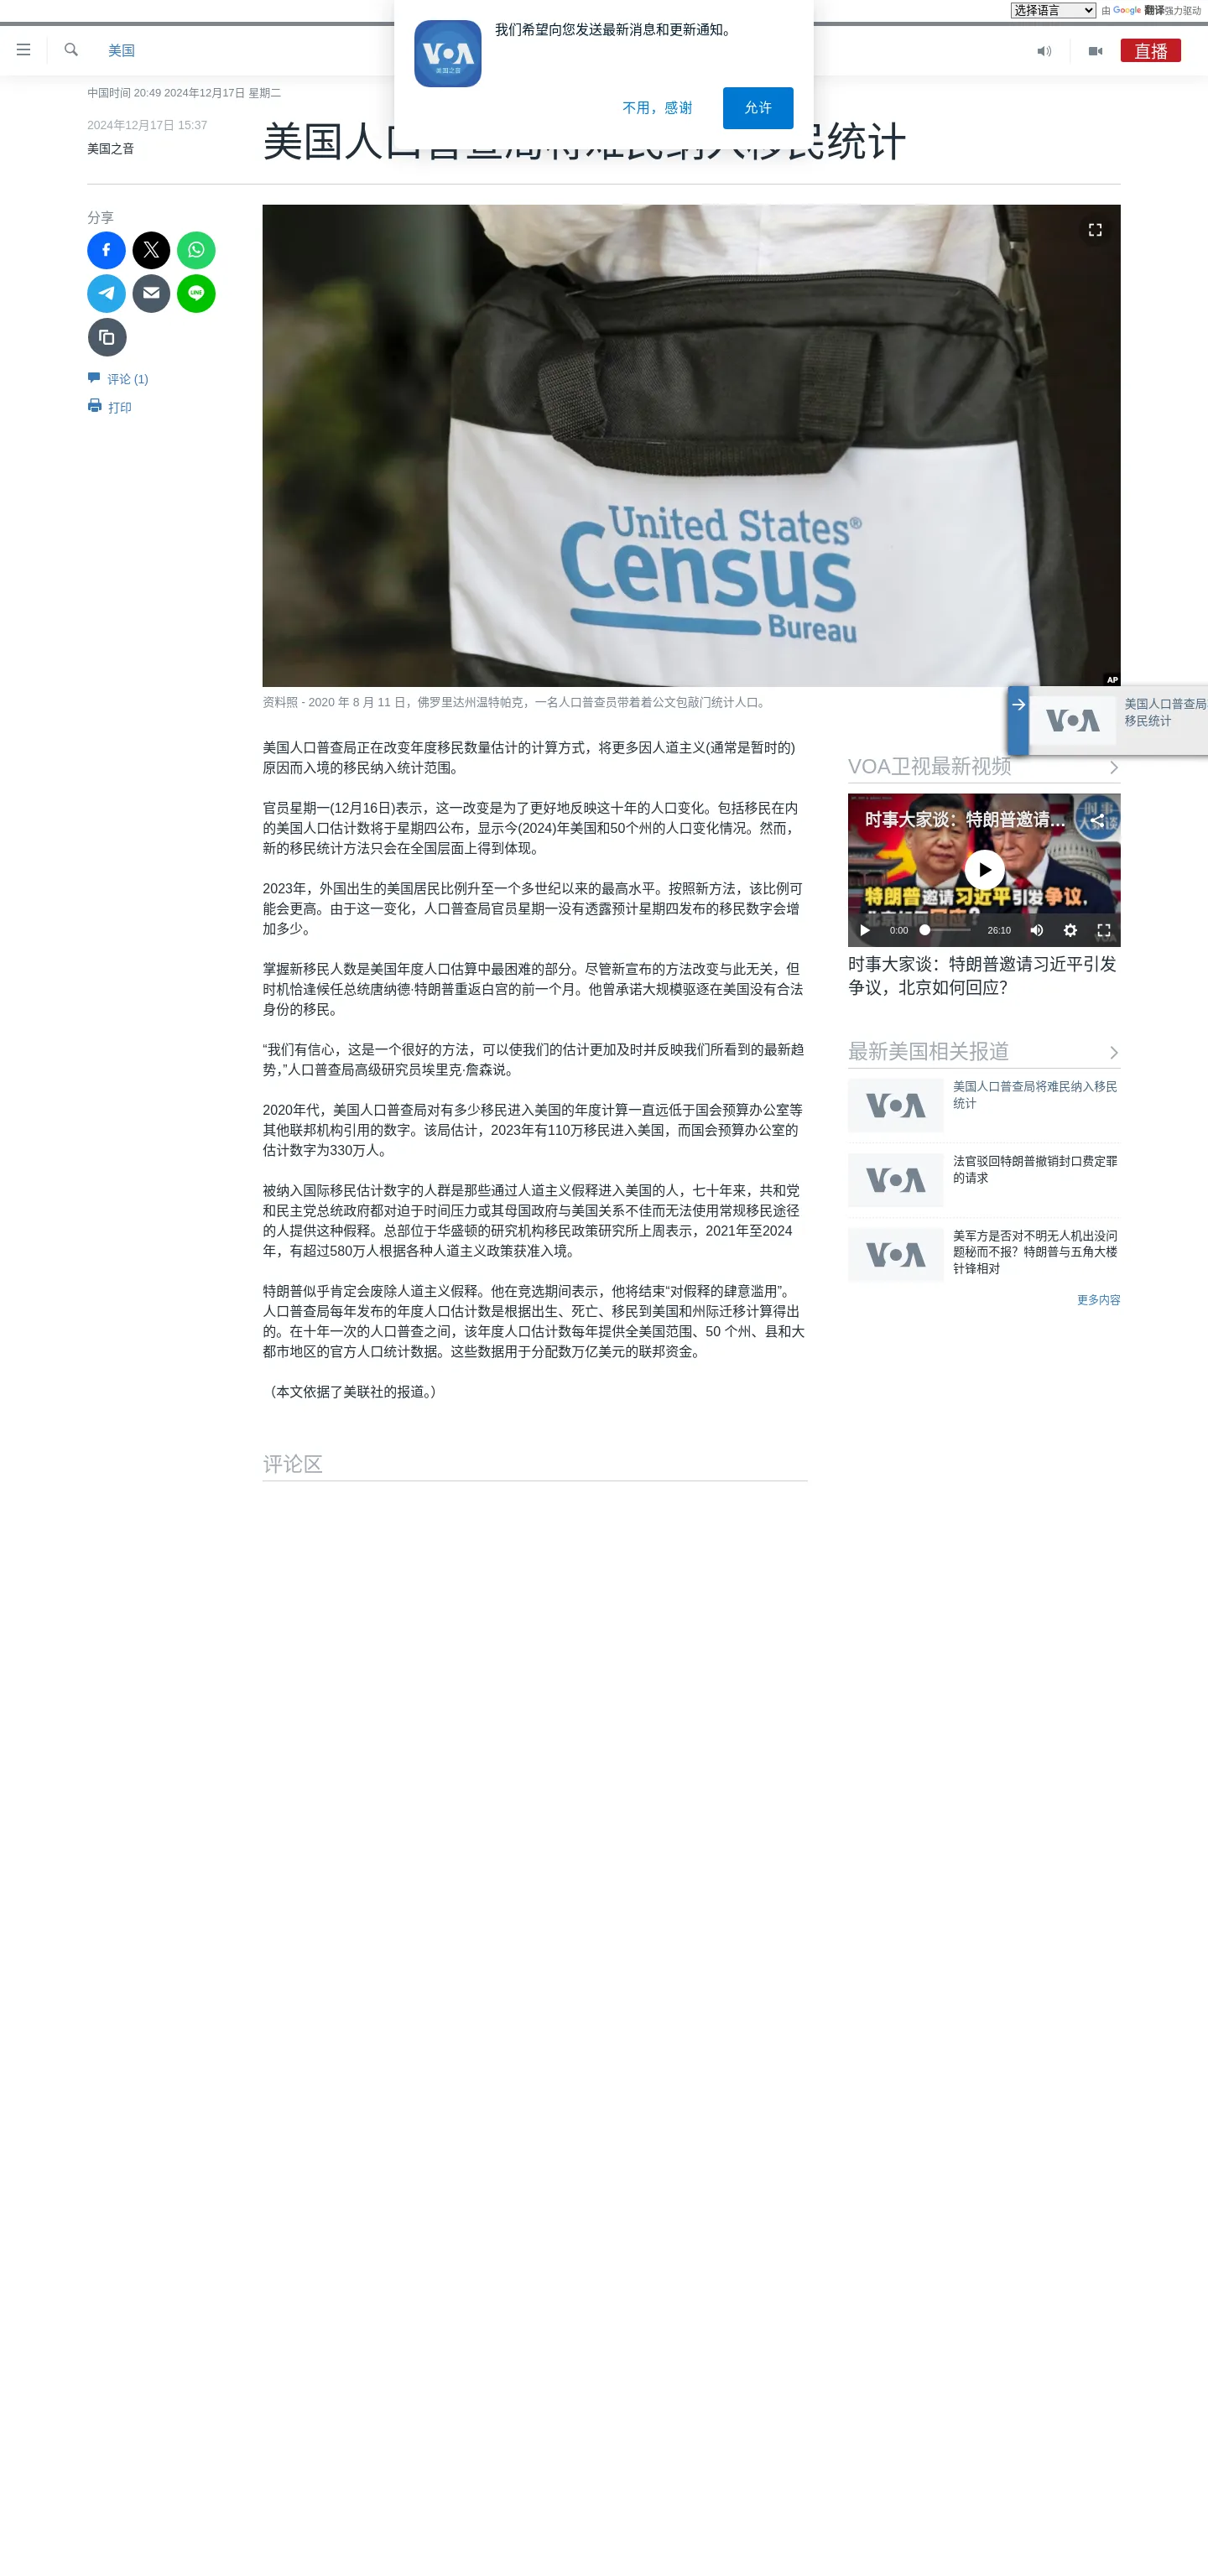 选择语言
由 Google 翻译强力驱动
美国
直播
我们希望向您发送最新消息和更新通知。
VOA
美国之音
不用，感谢
允许
中国时间 20:49 2024年12月17日 星期二
2024年12月17日 15:37
美国之音
美国人口普查局将难民纳入移民统计
分享
LINE
评论 (1)
打印
United States®
Census
Bureau
AP
资料照 - 2020 年 8 月 11 日，佛罗里达州温特帕克，一名人口普查员带着着公文包敲门统计人口。
美国人口普查局正在改变年度移民数量估计的计算方式，将更多因人道主义(通常是暂时的)
原因而入境的移民纳入统计范围。
官员星期一(12月16日)表示，这一改变是为了更好地反映这十年的人口变化。包括移民在内
的美国人口估计数将于星期四公布，显示今(2024)年美国和50个州的人口变化情况。然而，
新的移民统计方法只会在全国层面上得到体现。
2023年，外国出生的美国居民比例升至一个多世纪以来的最高水平。按照新方法，该比例可
能会更高。由于这一变化，人口普查局官员星期一没有透露预计星期四发布的移民数字会增
加多少。
掌握新移民人数是美国年度人口估算中最困难的部分。尽管新宣布的方法改变与此无关，但
时机恰逢候任总统唐纳德·特朗普重返白宫的前一个月。他曾承诺大规模驱逐在美国没有合法
身份的移民。
“我们有信心，这是一个很好的方法，可以使我们的估计更加及时并反映我们所看到的最新趋
势，”人口普查局高级研究员埃里克·詹森说。
2020年代，美国人口普查局对有多少移民进入美国的年度计算一直远低于国会预算办公室等
其他联邦机构引用的数字。该局估计，2023年有110万移民进入美国，而国会预算办公室的
估计数字为330万人。
被纳入国际移民估计数字的人群是那些通过人道主义假释进入美国的人，七十年来，共和党
和民主党总统政府都对迫于时间压力或其母国政府与美国关系不佳而无法使用常规移民途径
的人提供这种假释。总部位于华盛顿的研究机构移民政策研究所上周表示，2021年至2024
年，有超过580万人根据各种人道主义政策获准入境。
特朗普似乎肯定会废除人道主义假释。他在竞选期间表示，他将结束“对假释的肆意滥用”。
人口普查局每年发布的年度人口估计数是根据出生、死亡、移民到美国和州际迁移计算得出
的。在十年一次的人口普查之间，该年度人口估计数每年提供全美国范围、50 个州、县和大
都市地区的官方人口统计数据。这些数据用于分配数万亿美元的联邦资金。
（本文依据了美联社的报道。）
评论区
VOA
美国人口普查局
移民统计
VOA卫视最新视频
时事大家谈：特朗普邀请...
时事
大家谈
特朗普邀请习近平引发争议，
北京如何回应？
0:00
26:10
VOA
时事大家谈：特朗普邀请习近平引发
争议，北京如何回应？
最新美国相关报道
VOA
美国人口普查局将难民纳入移民
统计
VOA
法官驳回特朗普撤销封口费定罪
的请求
VOA
美军方是否对不明无人机出没问
题秘而不报？特朗普与五角大楼
针锋相对
更多内容